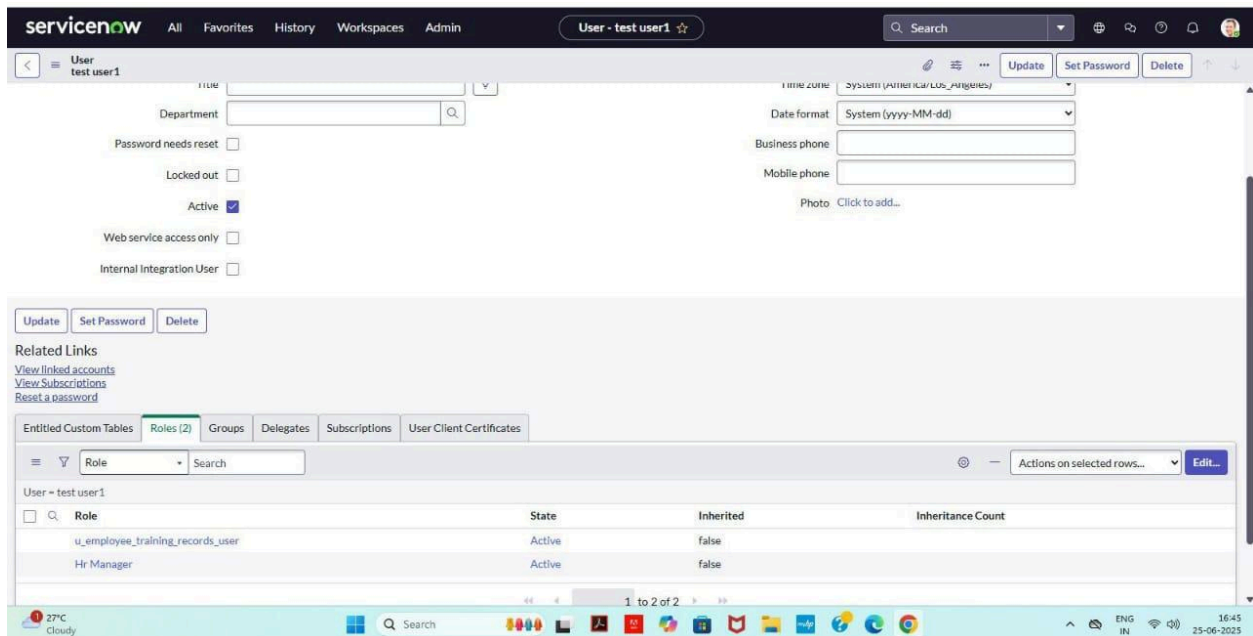 servicenow All Favorites History Workspaces Admin User - test user1 Search
User
test user1 Update Set Password Delete
Title Time zone System (America/Los_Angeles)
Department Date format System (yyyy-MM-dd)
Password needs reset Business phone
Locked out Mobile phone
Active Photo Click to add...
Web service access only
Internal Integration User
Update Set Password Delete
Related Links
View linked accounts
View Subscriptions
Reset a password
Entitled Custom Tables Roles (2) Groups Delegates Subscriptions User Client Certificates
Role Search Actions on selected rows... Edit...
User = test user1
Role State Inherited Inheritance Count
u_employee_training_records_user Active false
Hr Manager Active false
1 to 2 of 2
1 27°C Search ENG 16:45
Cloudy IN 25-06-2025